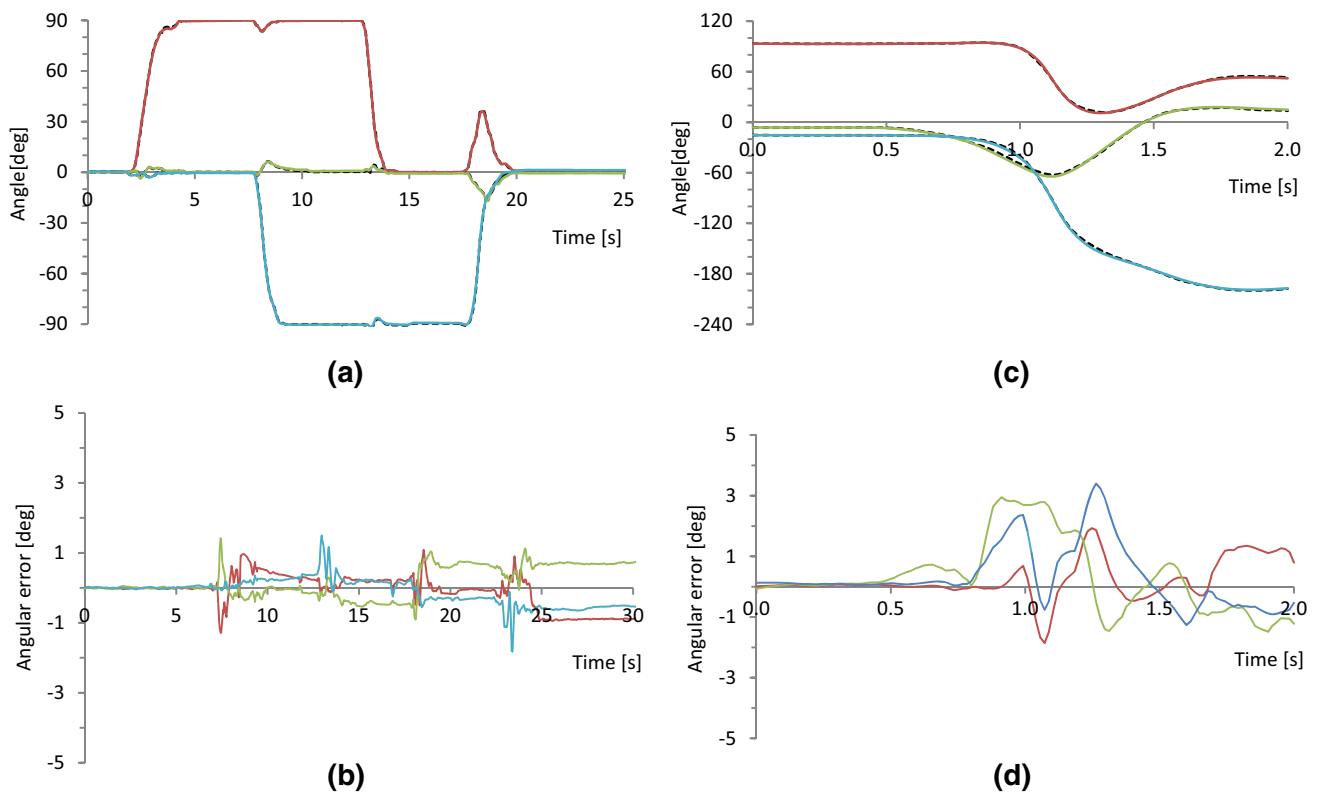 90
60
30
0
-30
-60
-90
0 5 10 15 20 25
Angle[deg]
Time [s]
(a)
120
60
0
-60
-120
-180
-240
0.0 0.5 1.0 1.5 2.0
Angle[deg]
Time [s]
(c)
5
3
1
-1
-3
-5
0 5 10 15 20 25 30
Angular error [deg]
Time [s]
(b)
5
3
1
-1
-3
-5
0.0 0.5 1.0 1.5 2.0
Angular error [deg]
Time [s]
(d)